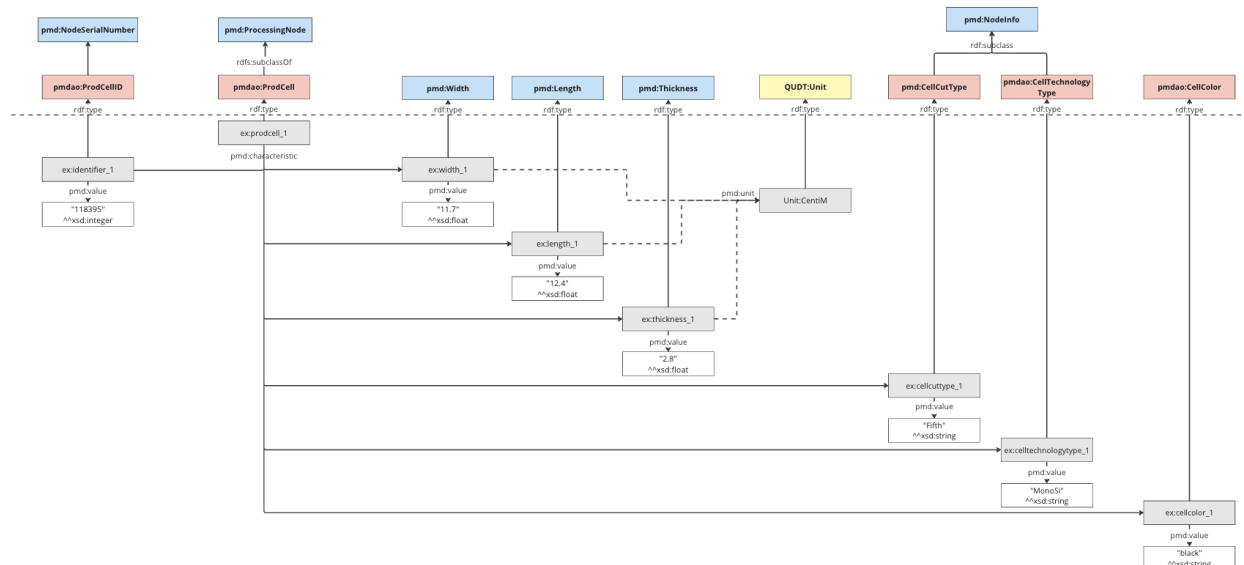 pmd:NodeInfo
pmd:NodeSerialNumber
pmd:ProcessingNode
rdf:subclass
rdfs:subclassOf
pmdao:ProdCellID
pmdao:ProdCell
pmd:Width
pmd:Length
pmd:Thickness
QUDT:Unit
pmd:CellCutType
pmdao:CellTechnology
Type
pmdao:CellColor
rdf:type
rdf:type
rdf:type
rdf:type
rdf:type
rdf:type
rdf:type
rdf:type
rdf:type
ex:prodcell_1
pmd:characteristic
ex:identifier_1
ex:width_1
pmd:value
pmd:value
pmd:unit
Unit:CentiM
"118395"
^^xsd:integer
"11.7"
^^xsd:float
ex:length_1
pmd:value
"12.4"
^^xsd:float
ex:thickness_1
pmd:value
"2.8"
^^xsd:float
ex:cellcuttype_1
pmd:value
"Fifth"
^^xsd:string
ex:celltechnologytype_1
pmd:value
"MonoSi"
^^xsd:string
ex:cellcolor_1
pmd:value
"black"
^^xsd:string